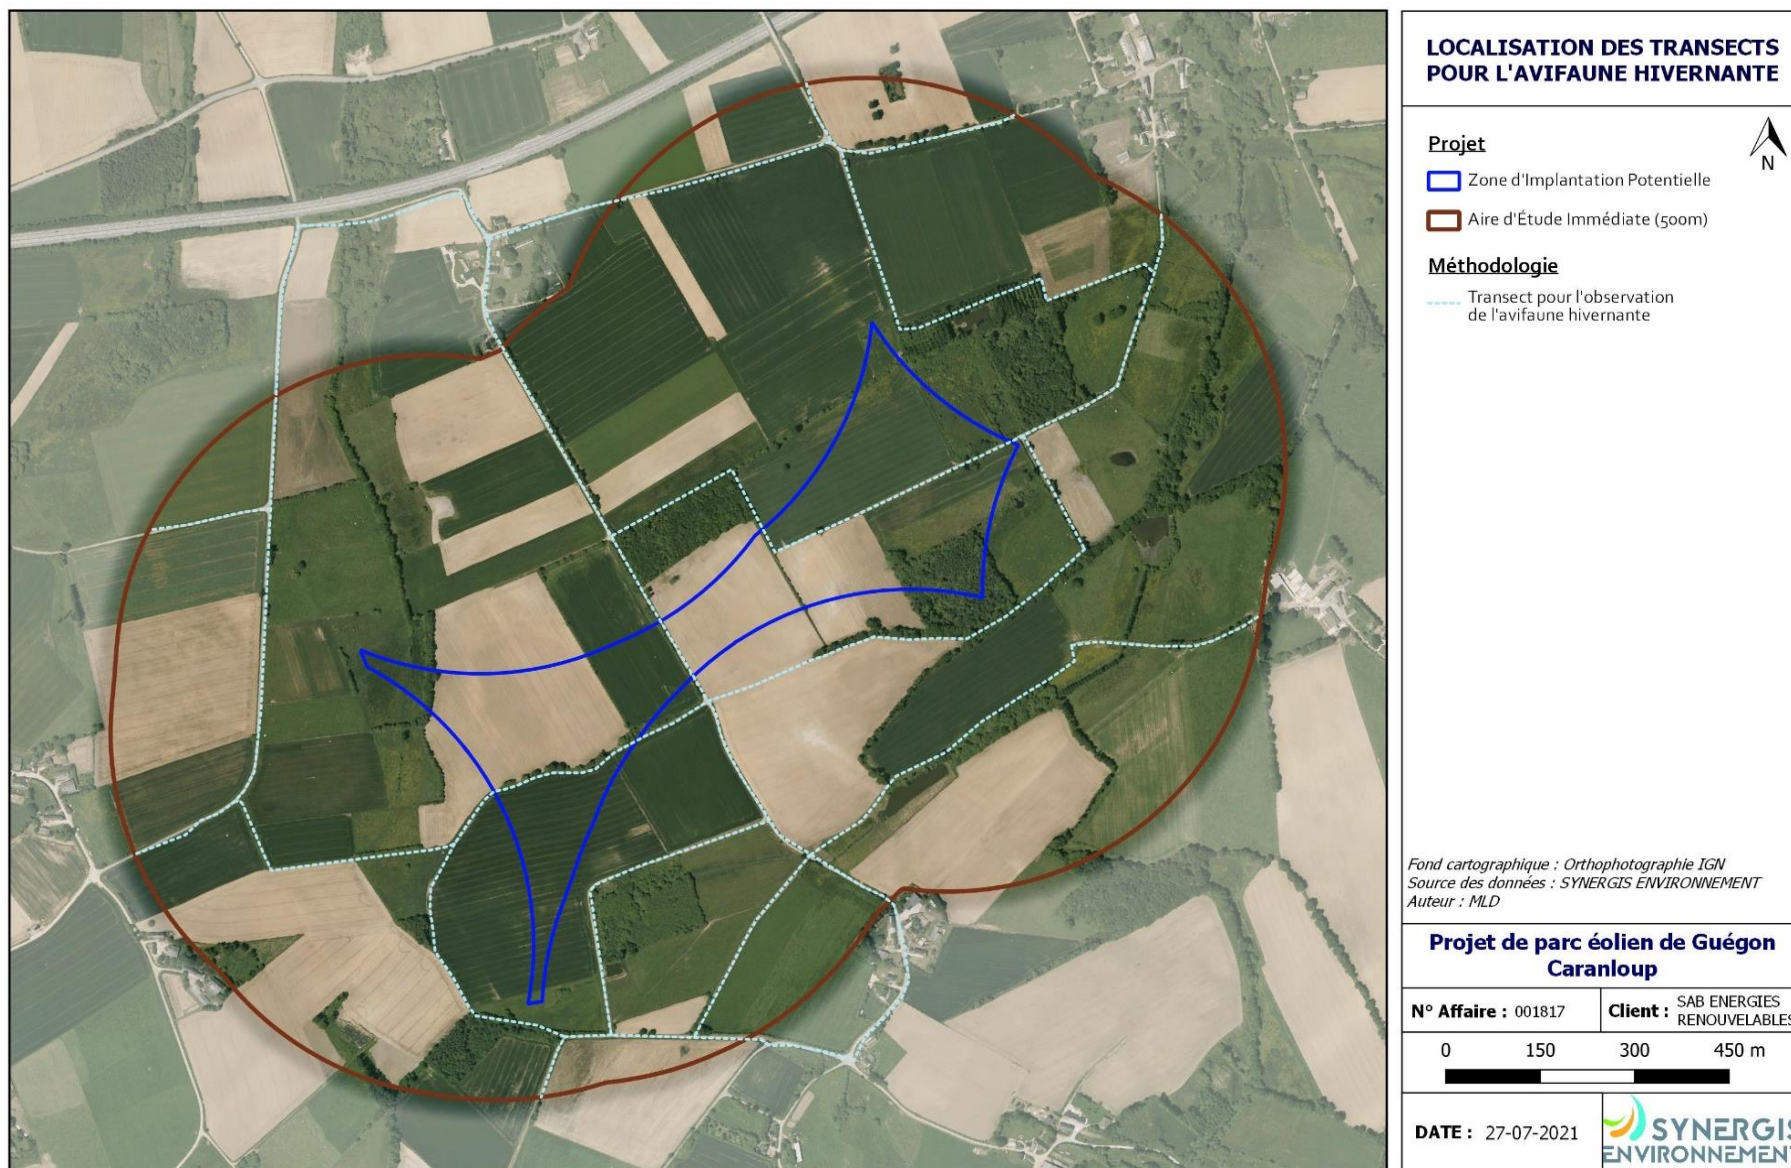 LOCALISATION DES TRANSECTS
POUR L'AVIFAUNE HIVERNANTE
N
Projet
Zone d'Implantation Potentielle
Aire d'Étude Immédiate (500m)
Méthodologie
Transect pour l'observation
de l'avifaune hivernante
Fond cartographique : Orthophotographie IGN
Source des données : SYNERGIS ENVIRONNEMENT
Auteur : MLD
Projet de parc éolien de Guégon
Caranloup
N° Affaire : 001817
Client : SAB ENERGIES
RENOUVELABLES
0 150 300 450 m
DATE : 27-07-2021
SYNERGIS
ENVIRONNEMEN